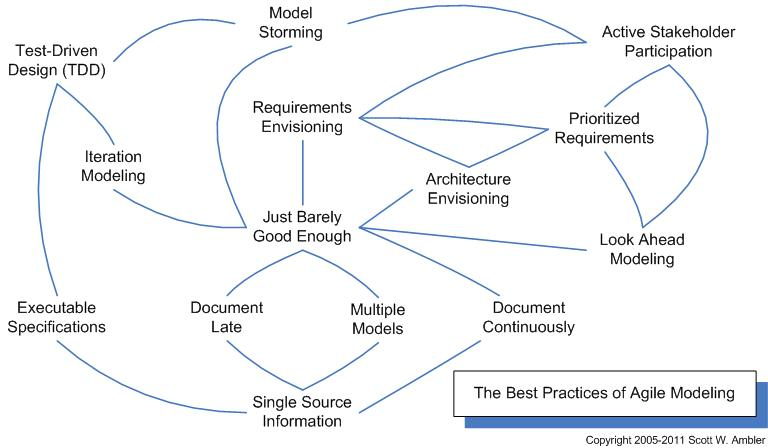 Model
Storming
Active Stakeholder
Participation
Test-Driven
Design (TDD)
Requirements
Envisioning
Prioritized
Requirements
Iteration
Modeling
Architecture
Envisioning
Just Barely
Good Enough
Look Ahead
Modeling
Executable
Specifications
Document
Late
Multiple
Models
Document
Continuously
Single Source
Information
The Best Practices of Agile Modeling
Copyright 2005-2011 Scott W. Ambler